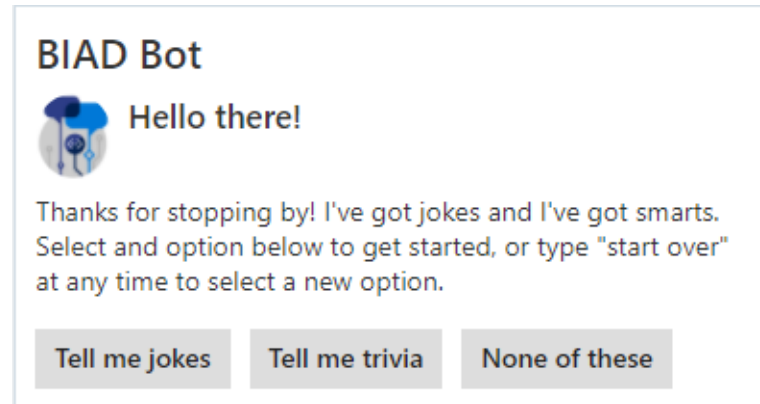 BIAD Bot
Hello there!
Thanks for stopping by! I've got jokes and I've got smarts.
Select and option below to get started, or type "start over"
at any time to select a new option.
Tell me jokes Tell me trivia None of these